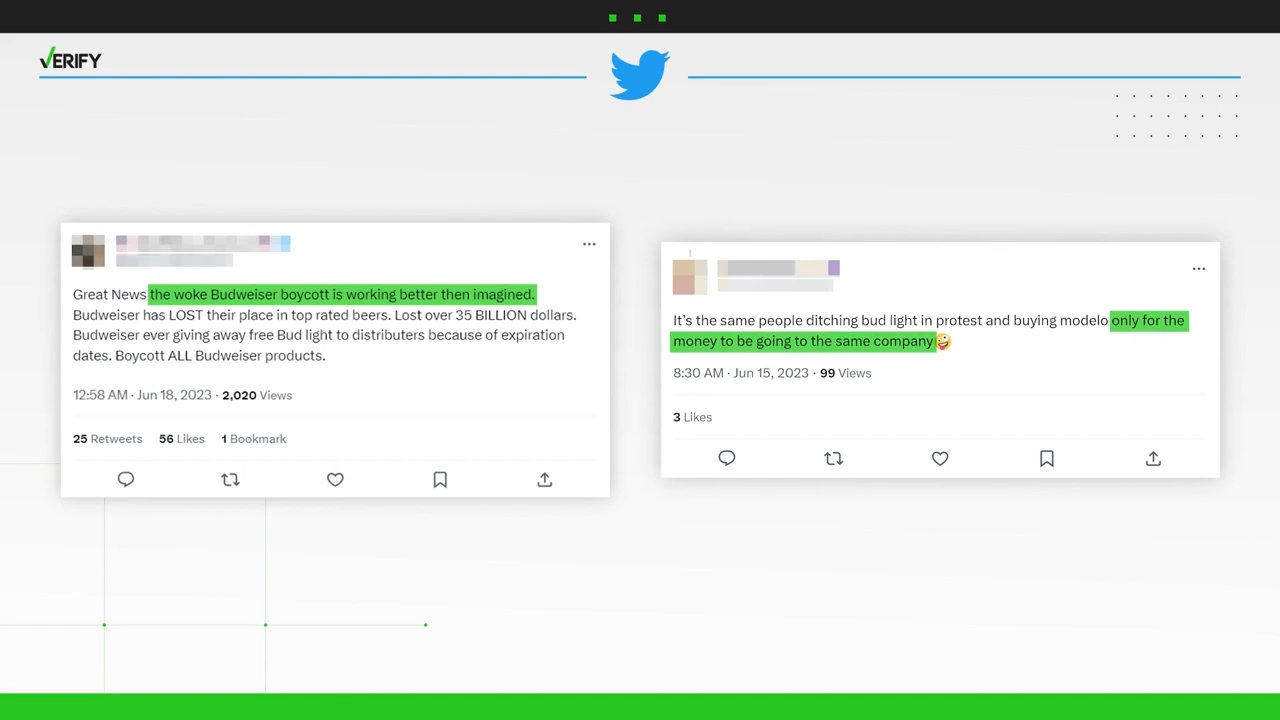 VERIFY
Great News the woke Budweiser boycott is working better then imagined.
Budweiser has LOST their place in top rated beers. Lost over 35 BILLION dollars.
Budweiser ever giving away free Bud light to distributers because of expiration
dates. Boycott ALL Budweiser products.
12:58 AM · Jun 18, 2023 · 2,020 Views
25 Retweets 56 Likes 1 Bookmark
It’s the same people ditching bud light in protest and buying modelo only for the
money to be going to the same company🤪
8:30 AM · Jun 15, 2023 · 99 Views
3 Likes